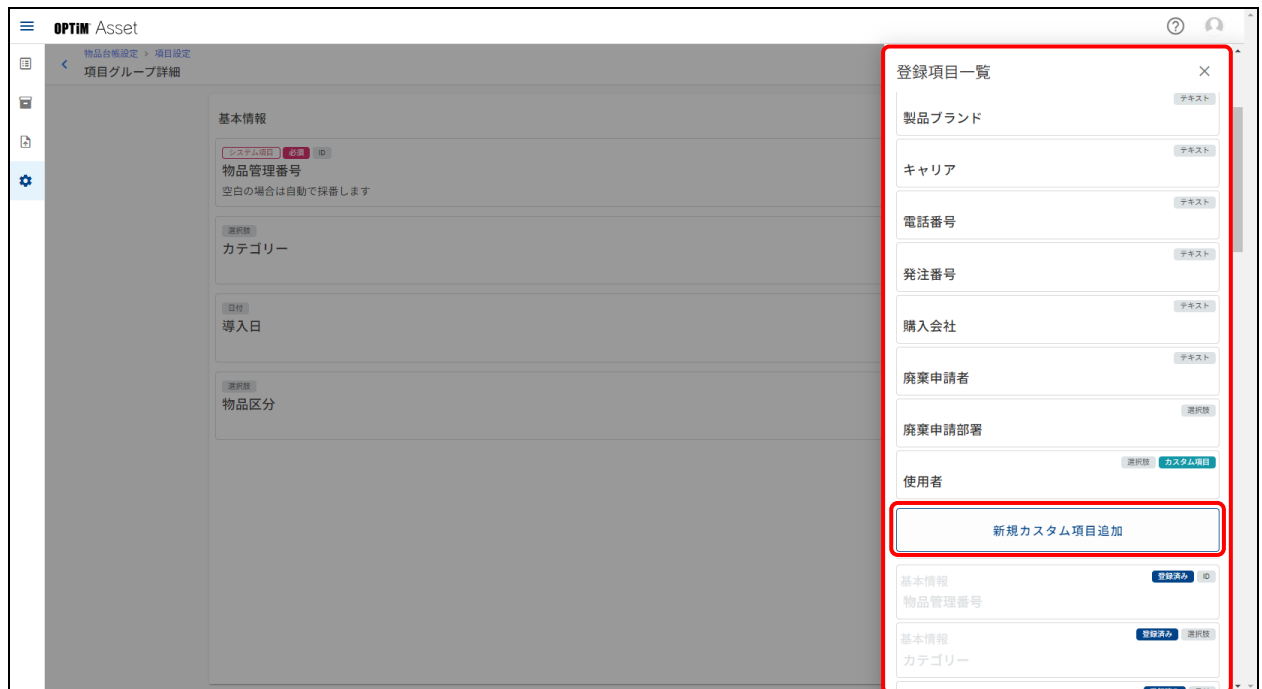 OPTiM Asset
物品台帳設定 > 項目設定
項目グループ詳細
基本情報
システム項目 必須 ID
物品管理番号
空白の場合は自動で採番します
選択肢
カテゴリー
日付
導入日
選択肢
物品区分
登録項目一覧
テキスト
製品ブランド
テキスト
キャリア
テキスト
電話番号
テキスト
発注番号
テキスト
購入会社
テキスト
廃棄申請者
選択肢
廃棄申請部署
選択肢 カスタム項目
使用者
新規カスタム項目追加
基本情報 登録済み ID
物品管理番号
基本情報 登録済み 選択肢
カテゴリー